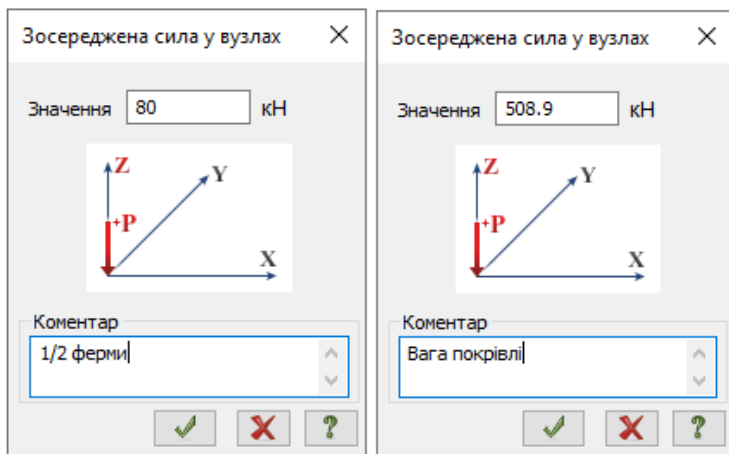 Зосереджена сила у вузлах
Значення 80 кН
Z
Y
+P
X
Коментар
1/2 ферми
Зосереджена сила у вузлах
Значення 508.9 кН
Z
Y
+P
X
Коментар
Вага покрівлі